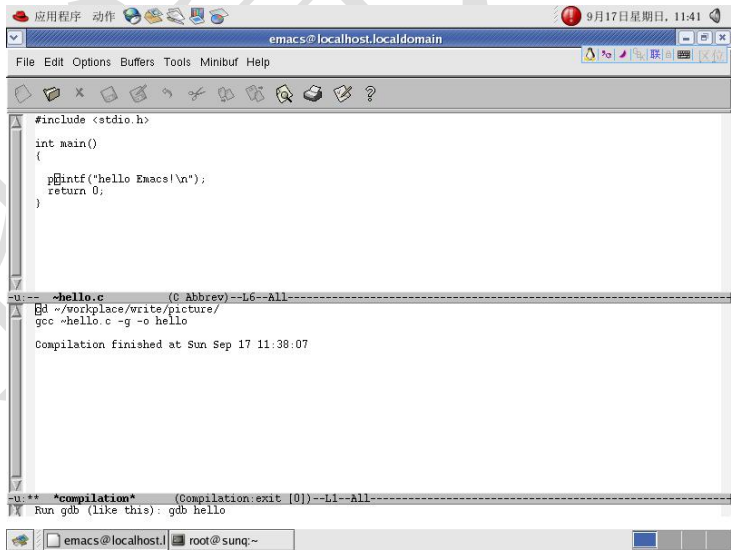 应用程序 动作 9月17日星期日, 11:41
emacs@localhost.localdomain
File Edit Options Buffers Tools Minibuf Help
#include <stdio.h>
int main()
{
printf("hello Emacs!\n");
return 0;
}
-u:-- ~hello.c (C Abbrev)--L6--All
cd ~/workplace/write/picture/
gcc ~hello.c -g -o hello
Compilation finished at Sun Sep 17 11:38:07
-u:** *compilation* (Compilation:exit [0])--L1--All
Run gdb (like this): gdb hello
emacs@localhost.l root@sunq:~